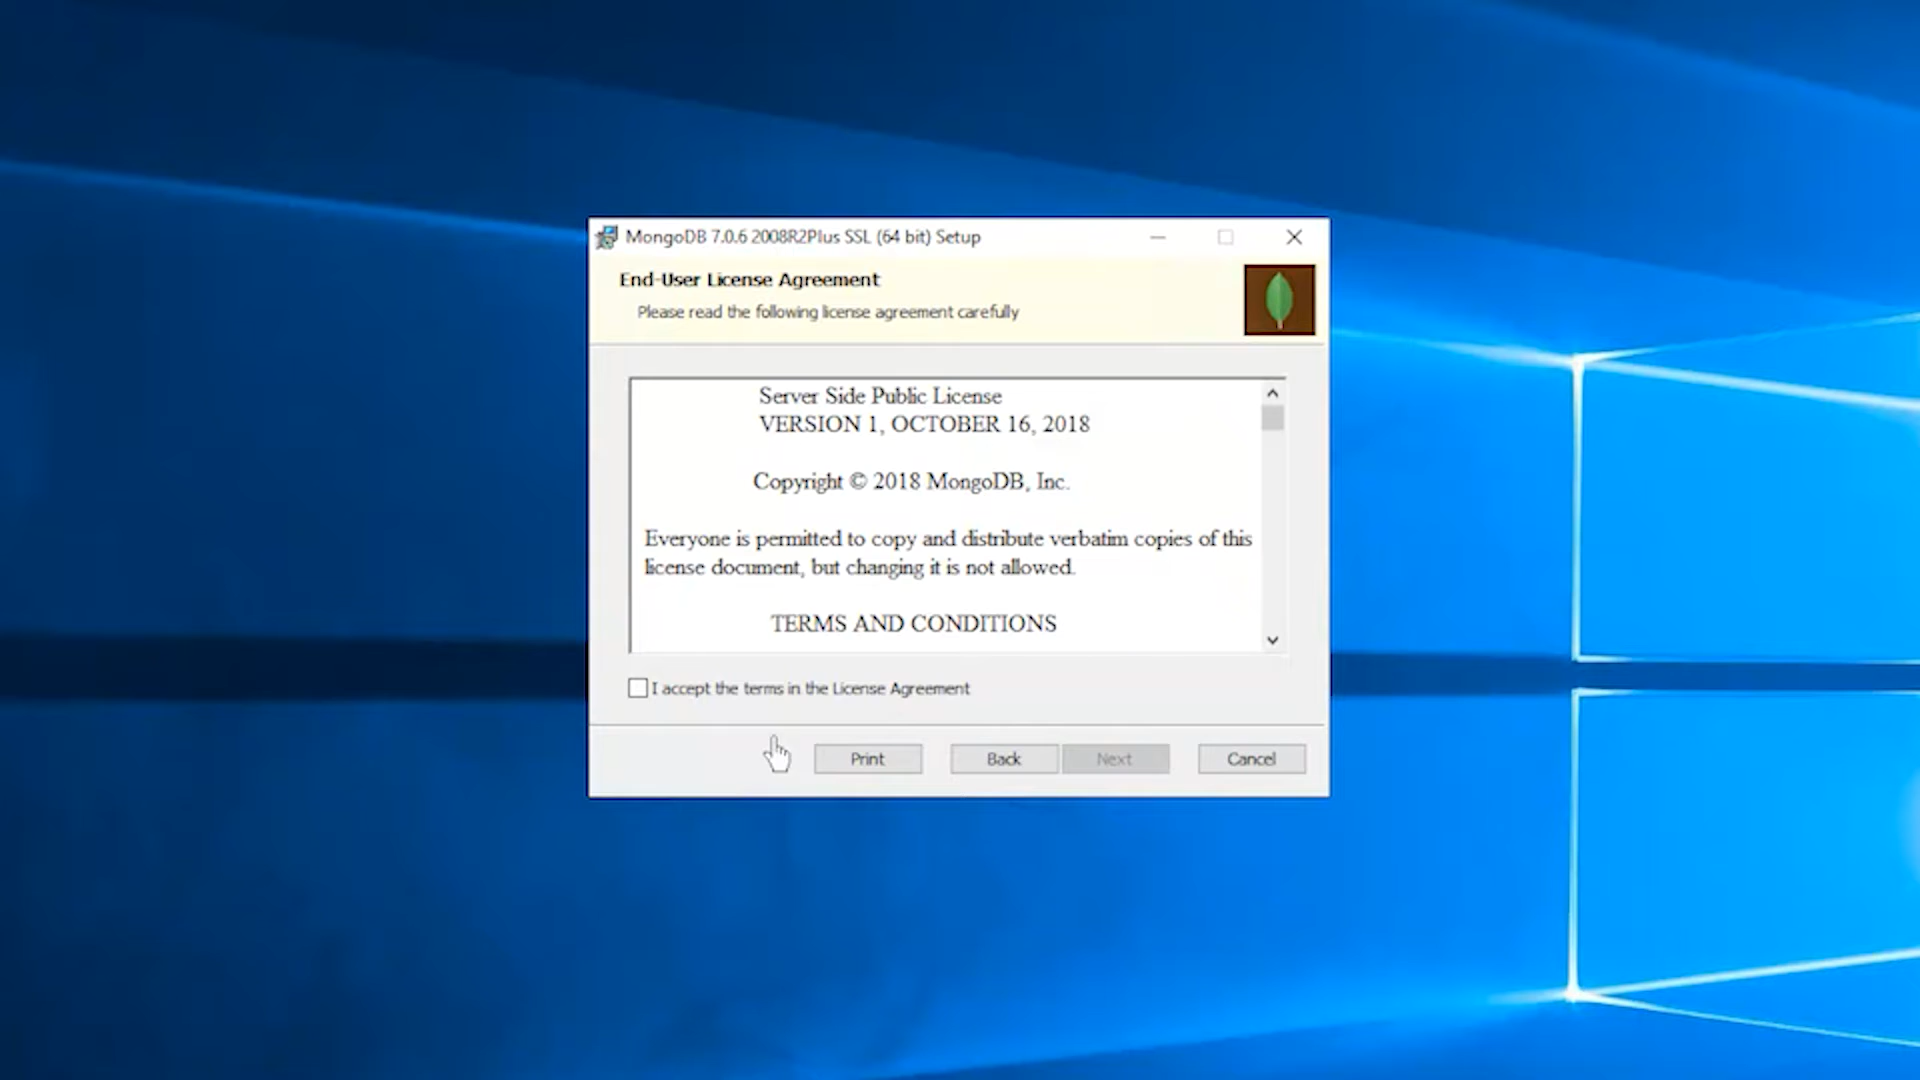 MongoDB 7.0.6 2008R2Plus SSL (64 bit) Setup
End-User License Agreement
Please read the following license agreement carefully
Server Side Public License
VERSION 1, OCTOBER 16, 2018
Copyright © 2018 MongoDB, Inc.
Everyone is permitted to copy and distribute verbatim copies of this
license document, but changing it is not allowed.
TERMS AND CONDITIONS
I accept the terms in the License Agreement
Print Back Next Cancel